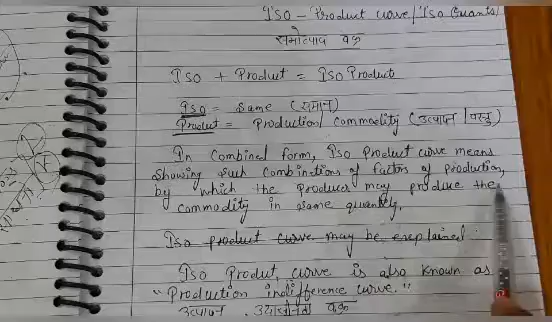 Iso - Product curve / Iso Quants
समोत्पाद वक्र
Iso + Product = Iso Product
Iso = Same (समान)
Product = Production/ Commodity (उत्पादन / वस्तु)
In Combined form, Iso Product curve means
showing such Combinations of factors of production,
by which the producer may produce the
commodity in same quantity.
Iso product curve may be explained
Iso Product curve is also known as
"Production indifference curve."
उत्पादन वक्र